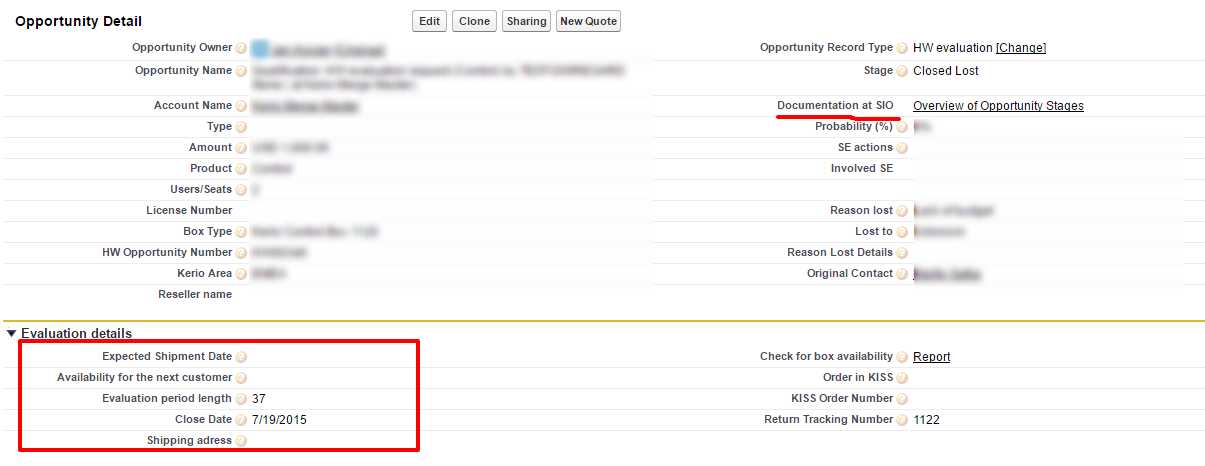 Opportunity Detail Edit Clone Sharing New Quote
Opportunity Owner ? Opportunity Record Type ? HW evaluation [Change]
Opportunity Name ? Stage ? Closed Lost
Account Name ? Documentation at SIO Overview of Opportunity Stages
Type ? Probability (%) ?
Amount ? SE actions ?
Product ? Involved SE
Users/Seats ?
License Number Reason lost ?
Box Type ? Lost to ?
HW Opportunity Number ? Reason Lost Details ?
Kerio Area ? Original Contact ?
Reseller name
Evaluation details
Expected Shipment Date ? Check for box availability ? Report
Availability for the next customer ? Order in KISS ?
Evaluation period length ? 37 KISS Order Number ?
Close Date ? 7/19/2015 Return Tracking Number ? 1122
Shipping adress ?